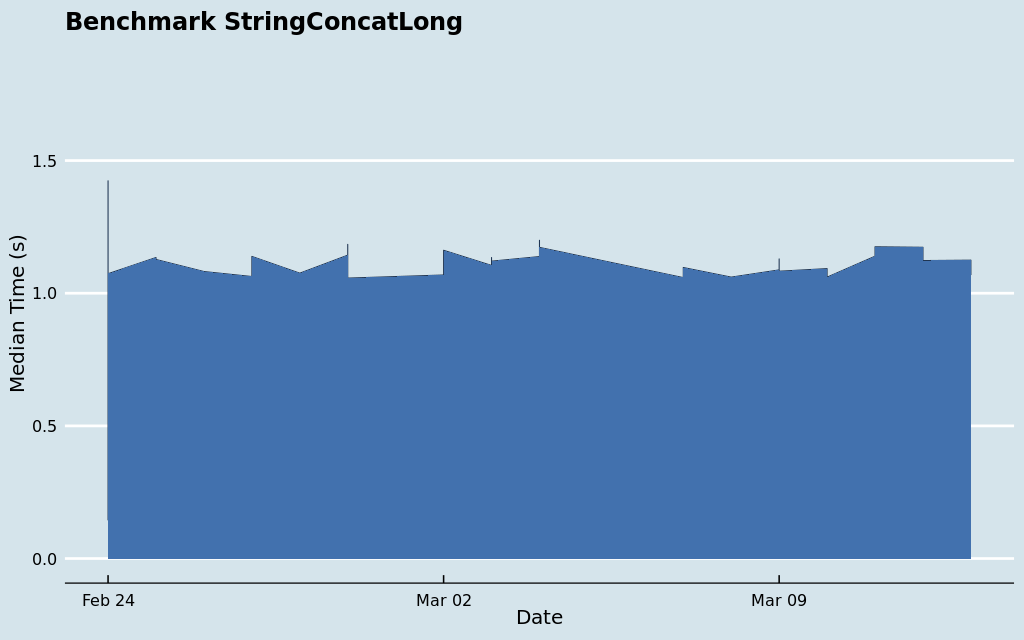 Benchmark StringConcatLong
Median Time (s)
1.5
1.0
0.5
0.0
Feb 24
Mar 02
Mar 09
Date